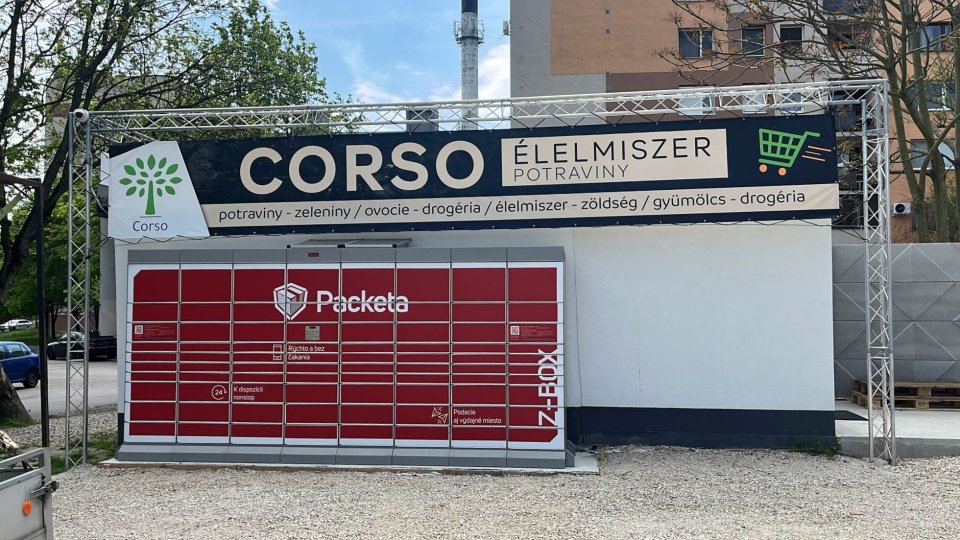 CORSO
ÉLELMISZER
POTRAVINY
Corso
potraviny - zeleniny / ovocie - drogéria / élelmiszer - zöldség / gyümölcs - drogéria
Packeta
Rýchlo a bez
čakania
24
K dispozícii
nonstop
Podacie
aj výdajné miesto
Z-BOX